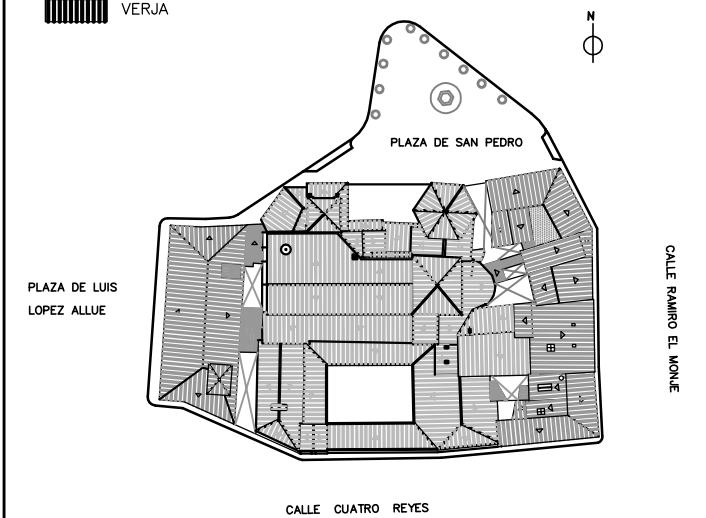 VERJA
N
PLAZA DE SAN PEDRO
PLAZA DE LUIS
LOPEZ ALLUE
CALLE RAMIRO EL MONJE
CALLE CUATRO REYES